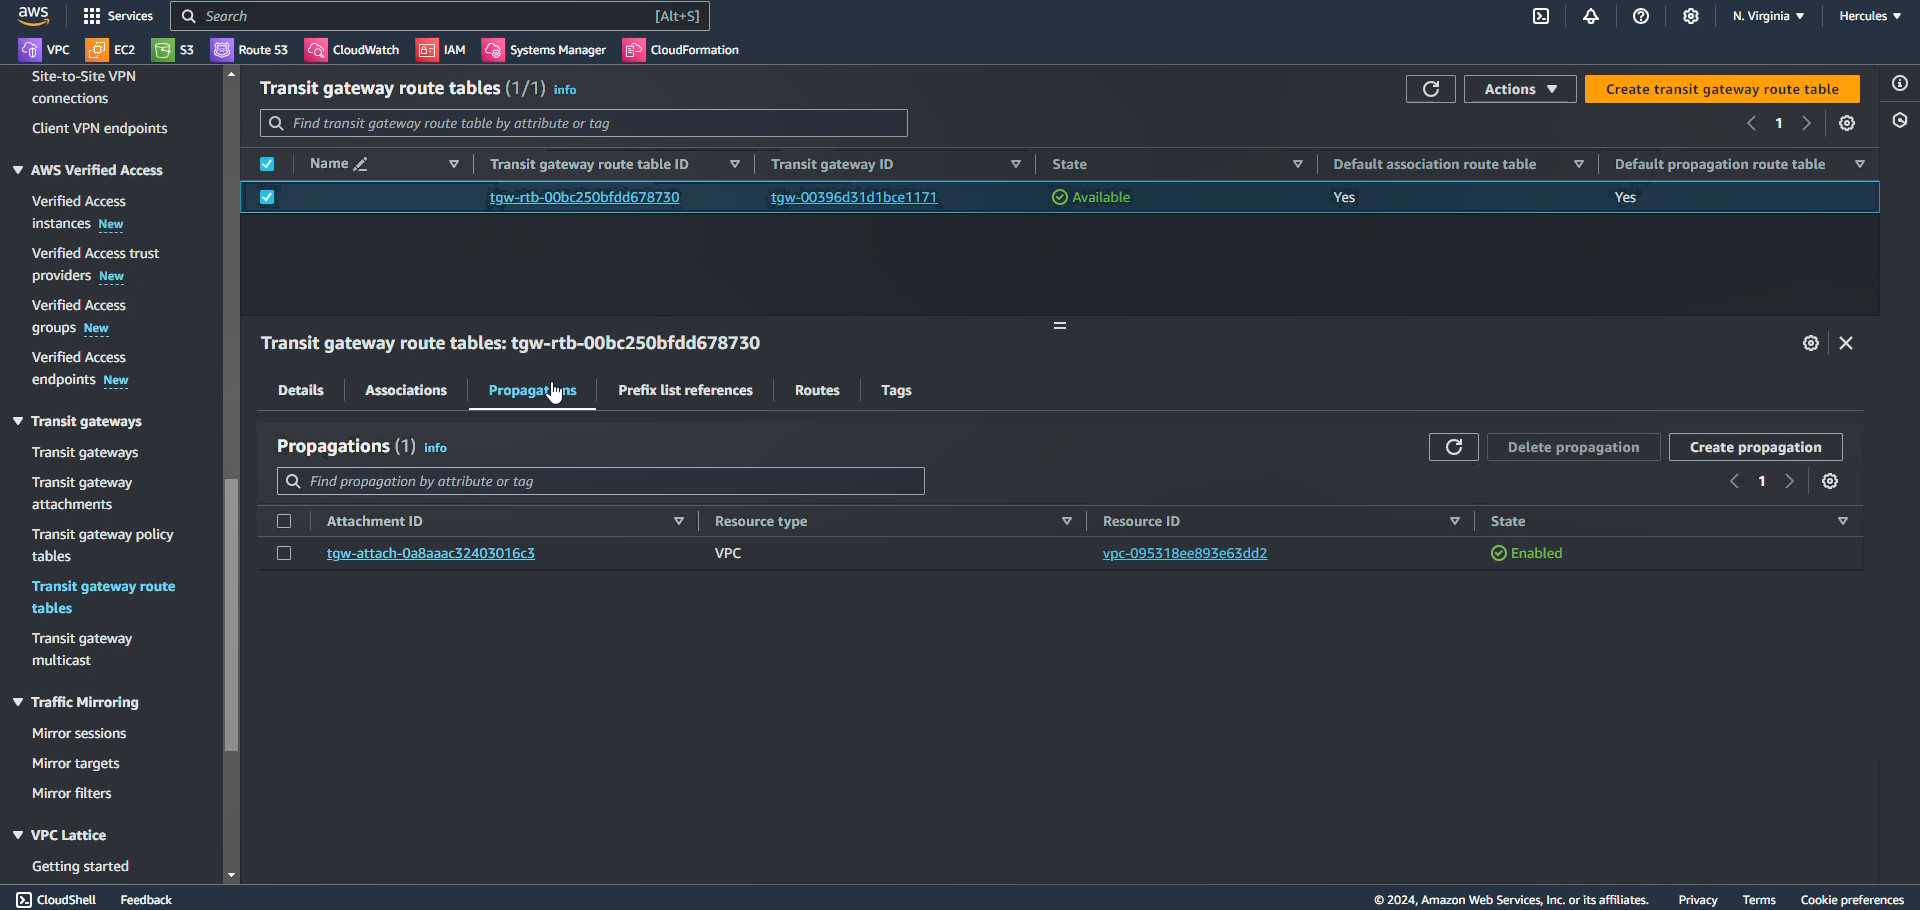 aws Services Search [Alt+S] N. Virginia Hercules
VPC EC2 S3 Route 53 CloudWatch IAM Systems Manager CloudFormation
Site-to-Site VPN
connections
Client VPN endpoints
AWS Verified Access
Verified Access
instances New
Verified Access trust
providers New
Verified Access
groups New
Verified Access
endpoints New
Transit gateways
Transit gateways
Transit gateway
attachments
Transit gateway policy
tables
Transit gateway route
tables
Transit gateway
multicast
Traffic Mirroring
Mirror sessions
Mirror targets
Mirror filters
VPC Lattice
Getting started
Transit gateway route tables (1/1) info
Actions Create transit gateway route table
Find transit gateway route table by attribute or tag
1
Name Transit gateway route table ID Transit gateway ID State Default association route table Default propagation route table
tgw-rtb-00bc250bfdd678730 tgw-00396d31d1bce1171 Available Yes Yes
Transit gateway route tables: tgw-rtb-00bc250bfdd678730
Details Associations Propagations Prefix list references Routes Tags
Propagations (1) info
Delete propagation Create propagation
Find propagation by attribute or tag
1
Attachment ID Resource type Resource ID State
tgw-attach-0a8aaac32403016c3 VPC vpc-095318ee893e63dd2 Enabled
CloudShell Feedback © 2024, Amazon Web Services, Inc. or its affiliates. Privacy Terms Cookie preferences